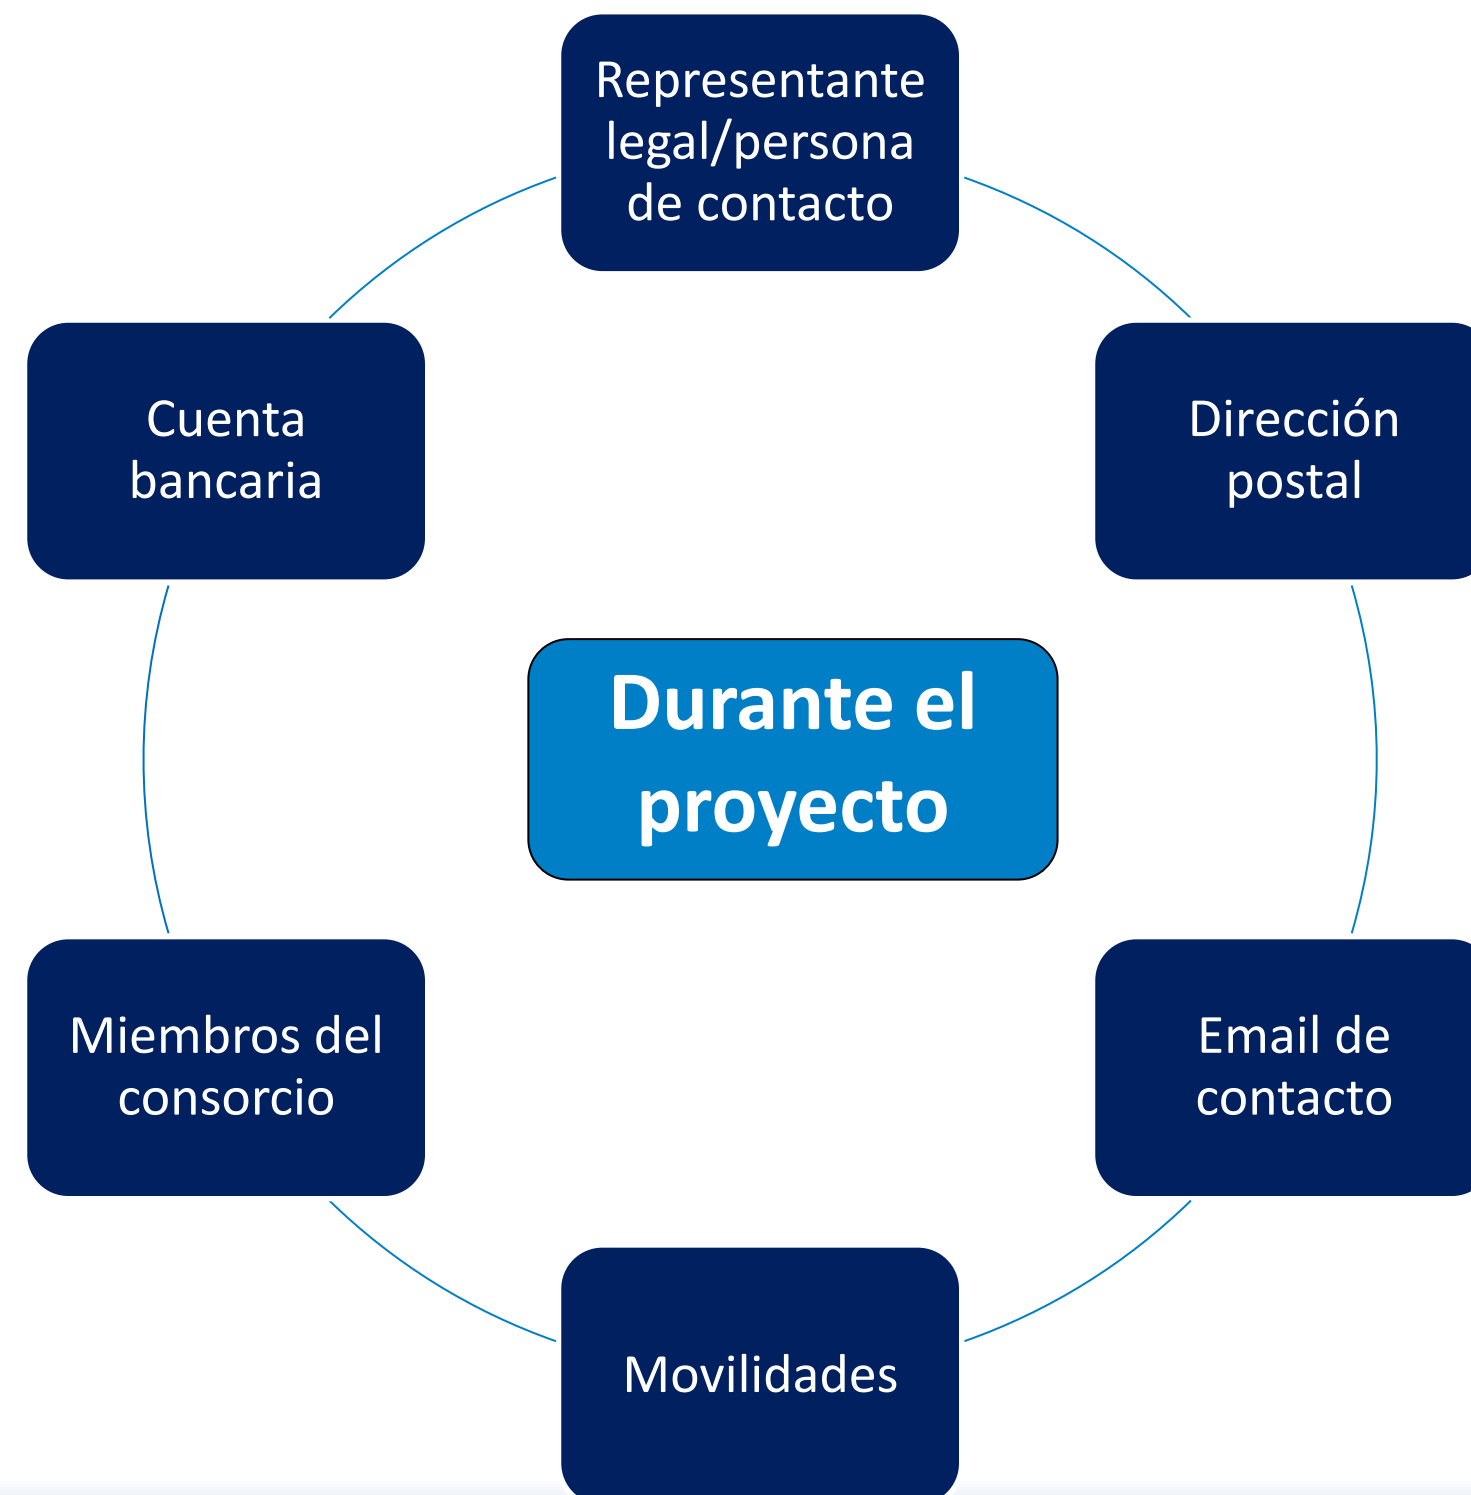 Representante
legal/persona
de contacto
Cuenta
bancaria
Dirección
postal
Durante el
proyecto
Miembros del
consorcio
Email de
contacto
Movilidades